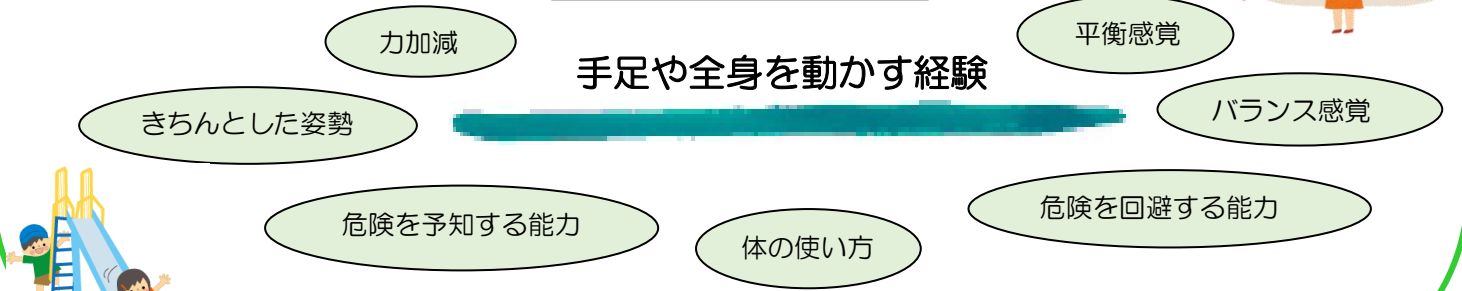 力加減
平衡感覚
手足や全身を動かす経験
きちんとした姿勢
バランス感覚
危険を予知する能力
体の使い方
危険を回避する能力